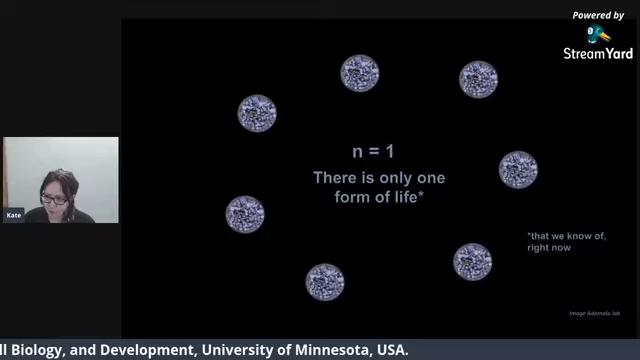 Powered by
StreamYard
n = 1
There is only one
form of life*
*that we know of,
right now
Kate
Image Adamala lab
ll Biology, and Development, University of Minnesota, USA.